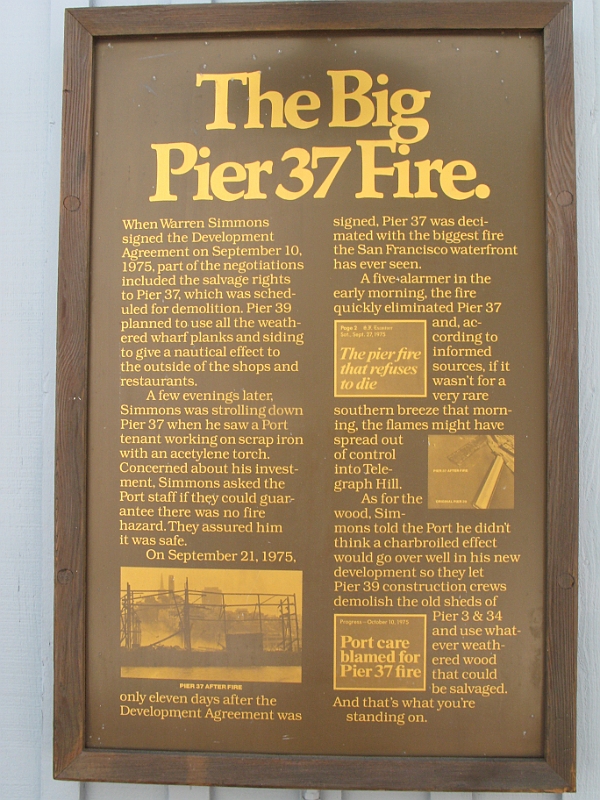 The Big
Pier 37 Fire.
When Warren Simmons
signed the Development
Agreement on September 10,
1975, part of the negotiations
included the salvage rights
to Pier 37, which was sched-
uled for demolition. Pier 39
planned to use all the weath-
ered wharf planks and siding
to give a nautical effect to
the outside of the shops and
restaurants.
A few evenings later,
Simmons was strolling down
Pier 37 when he saw a Port
tenant working on scrap iron
with an acetylene torch.
Concerned about his invest-
ment, Simmons asked the
Port staff if they could guar-
antee there was no fire
hazard. They assured him
it was safe.
On September 21, 1975,
PIER 37 AFTER FIRE
only eleven days after the
Development Agreement was
signed, Pier 37 was deci-
mated with the biggest fire
the San Francisco waterfront
has ever seen.
A five-alarmer in the
early morning, the fire
quickly eliminated Pier 37
Page 2 S.F. Examiner
Sat., Sept. 27, 1975
The pier fire
that refuses
to die
and, ac-
cording to
informed
sources, if it
wasn't for a
very rare
southern breeze that morn-
ing, the flames might have
spread out
of control
into Tele-
graph Hill.
As for the
wood, Sim-
mons told the Port he didn't
think a charbroiled effect
would go over well in his new
development so they let
Pier 39 construction crews
demolish the old sheds of
Progress – October 10, 1975
Port care
blamed for
Pier 37 fire
Pier 3 & 34
and use what-
ever weath-
ered wood
that could
be salvaged.
And that's what you're
standing on.